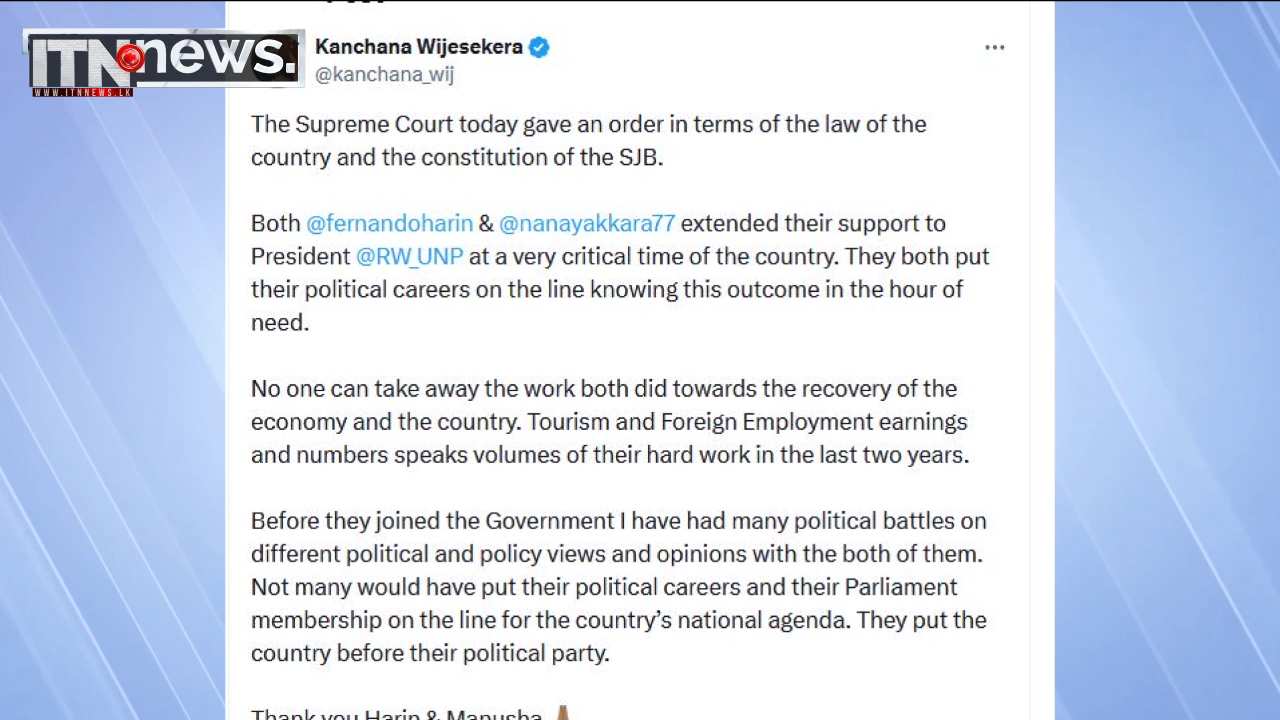 ITN news.
WWW.ITNNEWS.LK
Kanchana Wijesekera
@kanchana_wij
The Supreme Court today gave an order in terms of the law of the
country and the constitution of the SJB.
Both @fernandoharin & @nanayakkara77 extended their support to
President @RW_UNP at a very critical time of the country. They both put
their political careers on the line knowing this outcome in the hour of
need.
No one can take away the work both did towards the recovery of the
economy and the country. Tourism and Foreign Employment earnings
and numbers speaks volumes of their hard work in the last two years.
Before they joined the Government I have had many political battles on
different political and policy views and opinions with the both of them.
Not many would have put their political careers and their Parliament
membership on the line for the country’s national agenda. They put the
country before their political party.
Thank you Harin & Manusha